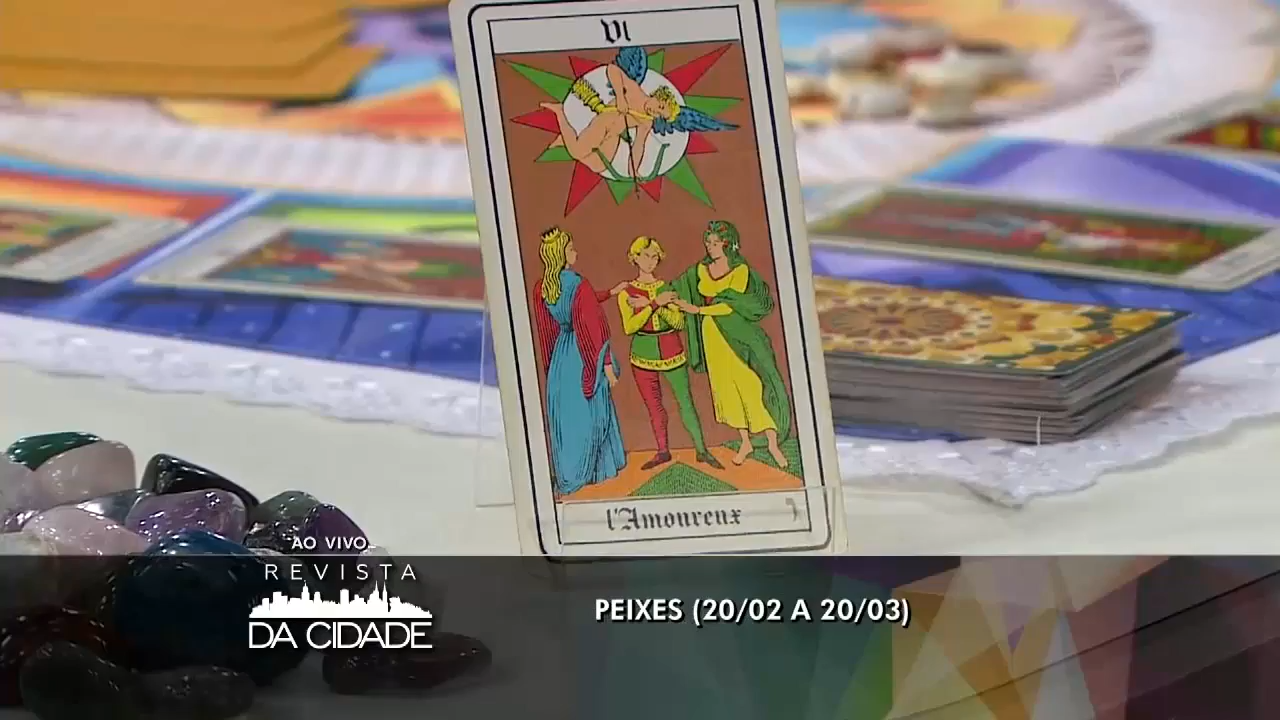 VI
l'Amoureux
AO VIVO
REVISTA
DA CIDADE
PEIXES (20/02 A 20/03)